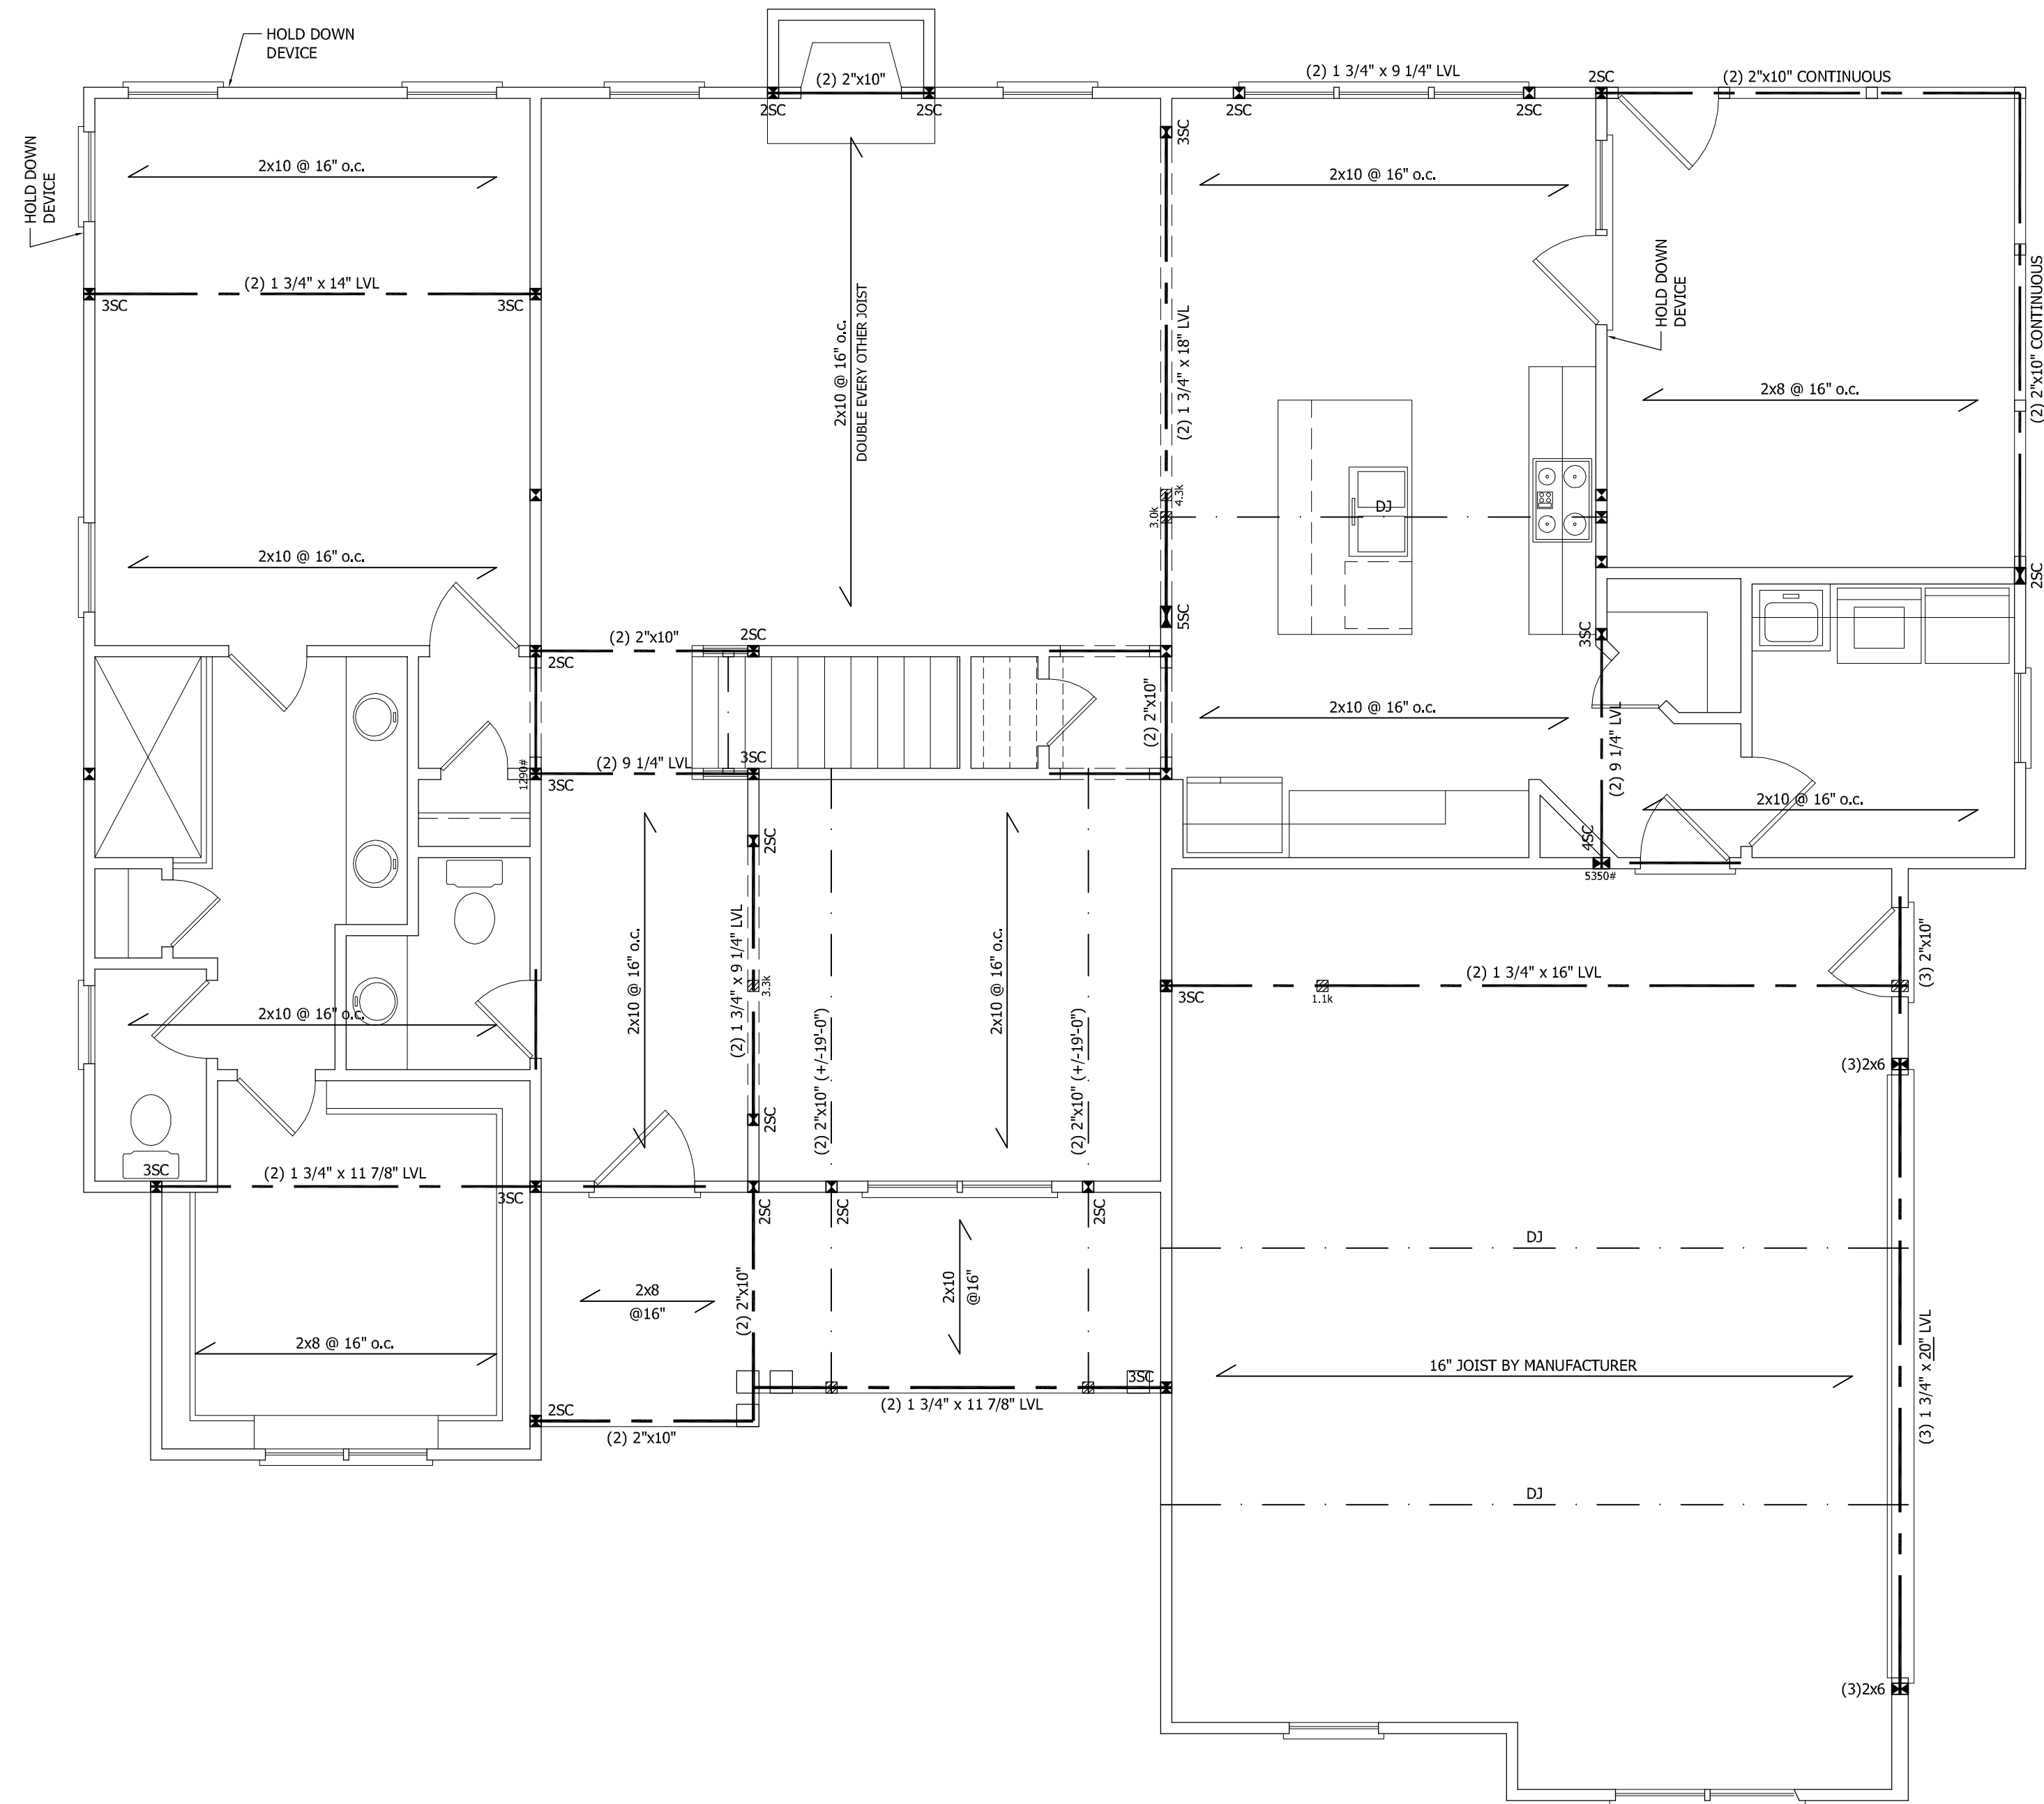 HOLD DOWN
DEVICE
(2) 2"x10"
(2) 1 3/4" x 9 1/4" LVL
2SC
(2) 2"x10" CONTINUOUS
2SC
2SC
2SC
2SC
3SC
HOLD DOWN
DEVICE
2x10 @ 16" o.c.
2x10 @ 16" o.c.
(2) 1 3/4" x 14" LVL
3SC
3SC
2x10 @ 16" o.c.
DOUBLE EVERY OTHER JOIST
(2) 1 3/4" x 18" LVL
HOLD DOWN
DEVICE
(2) 2"x10" CONTINUOUS
2x8 @ 16" o.c.
4.3k
3.0k
DJ
2x10 @ 16" o.c.
5SC
2SC
(2) 2"x10"
2SC
2SC
3SC
(2) 2"x10"
2x10 @ 16" o.c.
(2) 9 1/4" LVL
(2) 9 1/4" LVL
3SC
3SC
1290#
2x10 @ 16" o.c.
2SC
4SC
5350#
2x10 @ 16" o.c.
(2) 1 3/4" x 9 1/4" LVL
3.3k
2x10 @ 16" o.c.
(2) 2"x10" (+/-19'-0")
(2) 2"x10" (+/-19'-0")
(2) 1 3/4" x 16" LVL
3SC
1.1k
(3) 2"x10"
2x10 @ 16" o.c.
(3)2x6
2SC
3SC
(2) 1 3/4" x 11 7/8" LVL
3SC
2SC
2SC
2SC
DJ
2x8
@16"
(2) 2"x10"
2x10
@16"
2x8 @ 16" o.c.
16" JOIST BY MANUFACTURER
(3) 1 3/4" x 20" LVL
3SC
(2) 1 3/4" x 11 7/8" LVL
2SC
(2) 2"x10"
DJ
(3)2x6